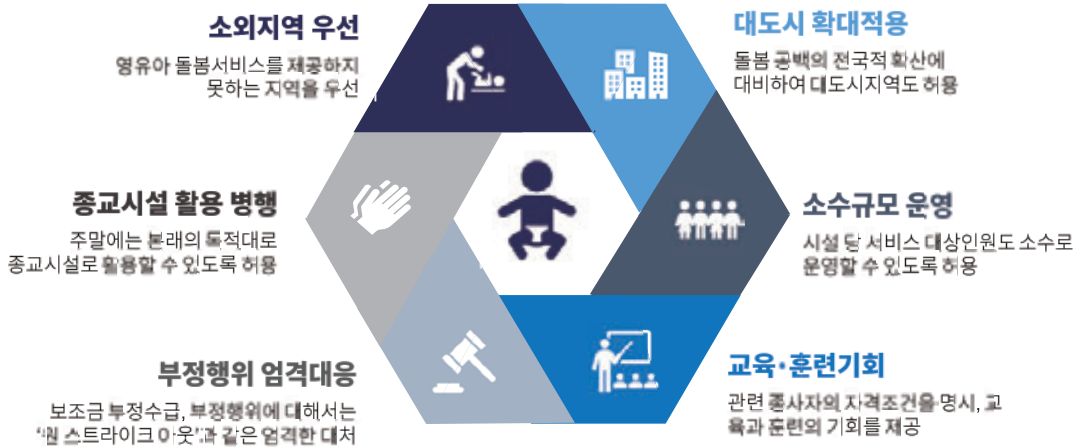 소외지역 우선
영유아 돌봄서비스를 제공하지
못하는 지역을 우선
대도시 확대적용
돌봄 공백의 전국적 확산에
대비하여 대도시지역도 허용
종교시설 활용 병행
주말에는 본래의 목적대로
종교시설로 활용할 수 있도록 허용
소수규모 운영
시설 당 서비스 대상인원도 소수로
운영할 수 있도록 허용
부정행위 엄격대응
보조금 부정수급, 부정행위에 대해서는
‘원 스트라이크 아웃’과 같은 엄격한 대처
교육·훈련기회
관련 종사자의 자격조건을 명시, 교
육과 훈련의 기회를 제공